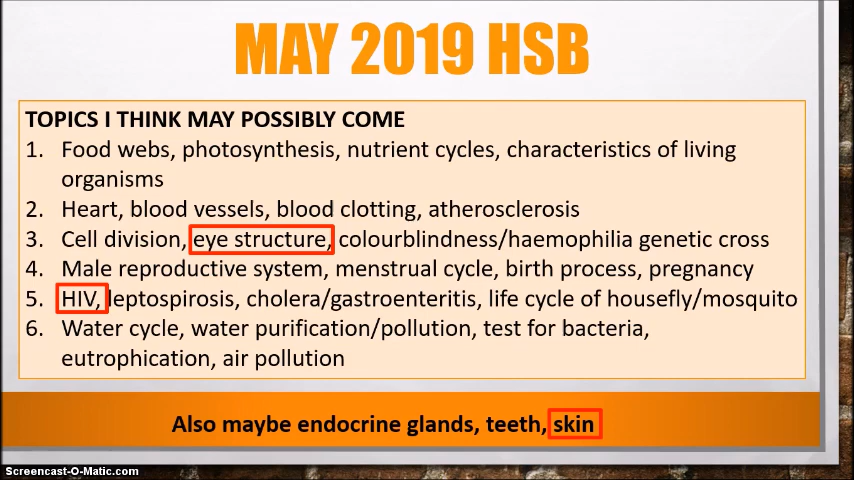 MAY 2019 HSB
TOPICS I THINK MAY POSSIBLY COME
1. Food webs, photosynthesis, nutrient cycles, characteristics of living
organisms
2. Heart, blood vessels, blood clotting, atherosclerosis
3. Cell division, eye structure, colourblindness/haemophilia genetic cross
4. Male reproductive system, menstrual cycle, birth process, pregnancy
5. HIV, leptospirosis, cholera/gastroenteritis, life cycle of housefly/mosquito
6. Water cycle, water purification/pollution, test for bacteria,
eutrophication, air pollution
Also maybe endocrine glands, teeth, skin
Screencast-O-Matic.com